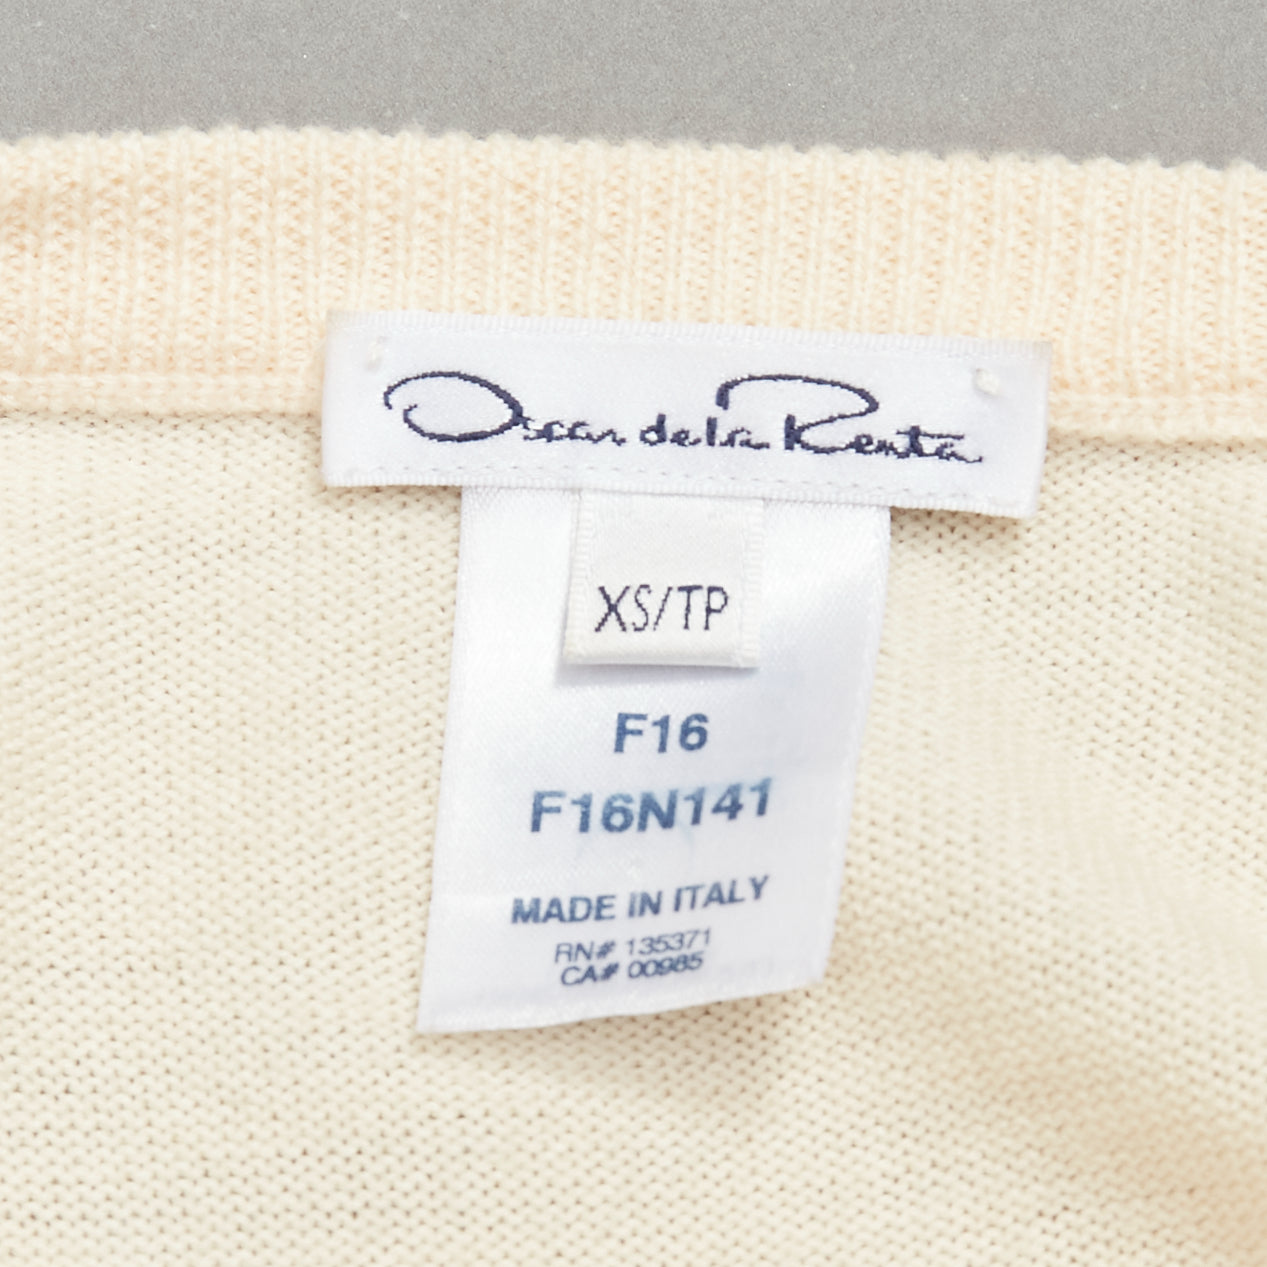 Oscar de la Renta
XS/TP
F16
F16N141
MADE IN ITALY
RN# 135371
CA# 00985